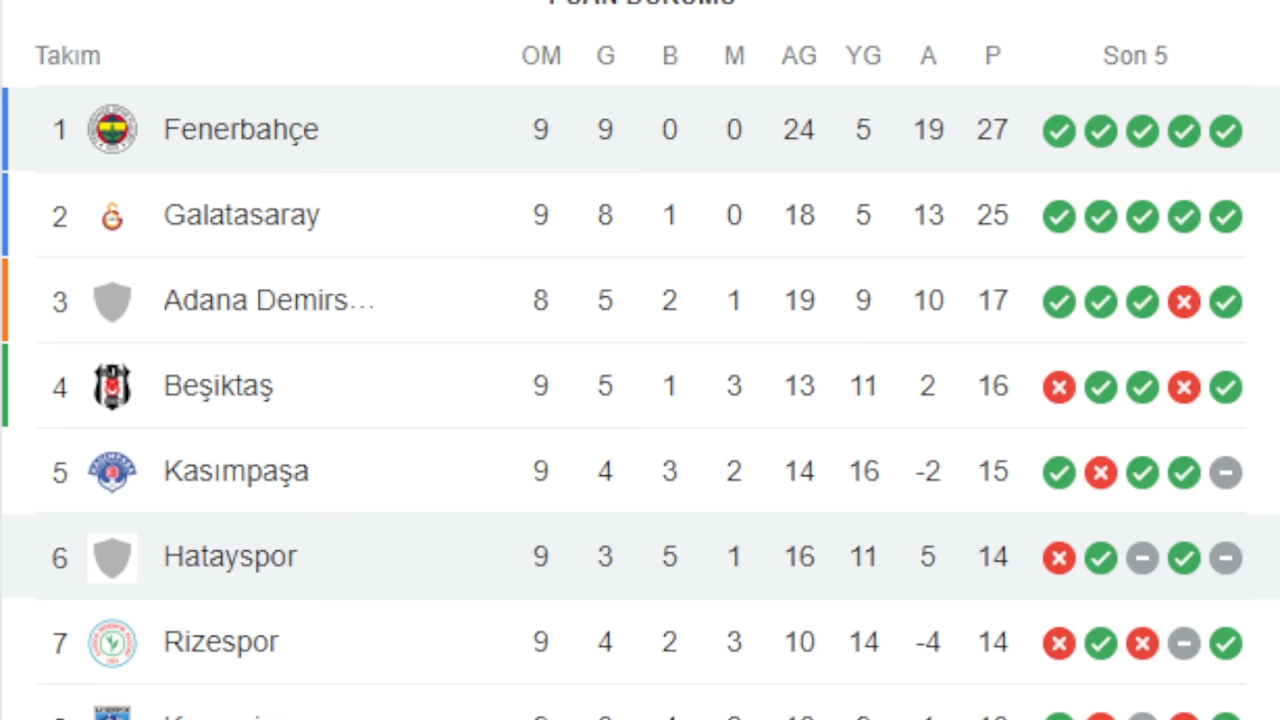 PUAN DURUMU
Takım OM G B M AG YG A P Son 5
1 Fenerbahçe 9 9 0 0 24 5 19 27
2 Galatasaray 9 8 1 0 18 5 13 25
3 Adana Demirs... 8 5 2 1 19 9 10 17
4 Beşiktaş 9 5 1 3 13 11 2 16
5 Kasımpaşa 9 4 3 2 14 16 -2 15
6 Hatayspor 9 3 5 1 16 11 5 14
7 Rizespor 9 4 2 3 10 14 -4 14